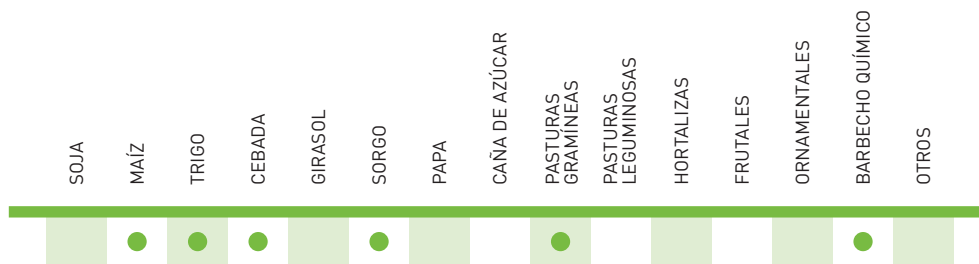 SOJA
MAÍZ
TRIGO
CEBADA
GIRASOL
SORGO
PAPA
CAÑA DE AZÚCAR
PASTURAS
GRAMÍNEAS
PASTURAS
LEGUMINOSAS
HORTALIZAS
FRUTALES
ORNAMENTALES
BARBECHO QUÍMICO
OTROS